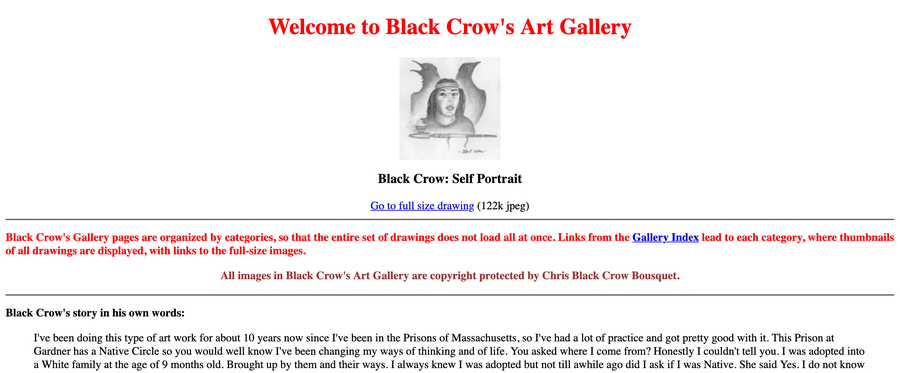 Welcome to Black Crow's Art Gallery
Black Crow: Self Portrait
Go to full size drawing (122k jpeg)
Black Crow's Gallery pages are organized by categories, so that the entire set of drawings does not load all at once. Links from the Gallery Index lead to each category, where thumbnails
of all drawings are displayed, with links to the full-size images.
All images in Black Crow's Art Gallery are copyright protected by Chris Black Crow Bousquet.
Black Crow's story in his own words:
I've been doing this type of art work for about 10 years now since I've been in the Prisons of Massachusetts, so I've had a lot of practice and got pretty good with it. This Prison at
Gardner has a Native Circle so you would well know I've been changing my ways of thinking and of life. You asked where I come from? Honestly I couldn't tell you. I was adopted into
a White family at the age of 9 months old. Brought up by them and their ways. I always knew I was adopted but not till awhile ago did I ask if I was Native. She said Yes. I do not know